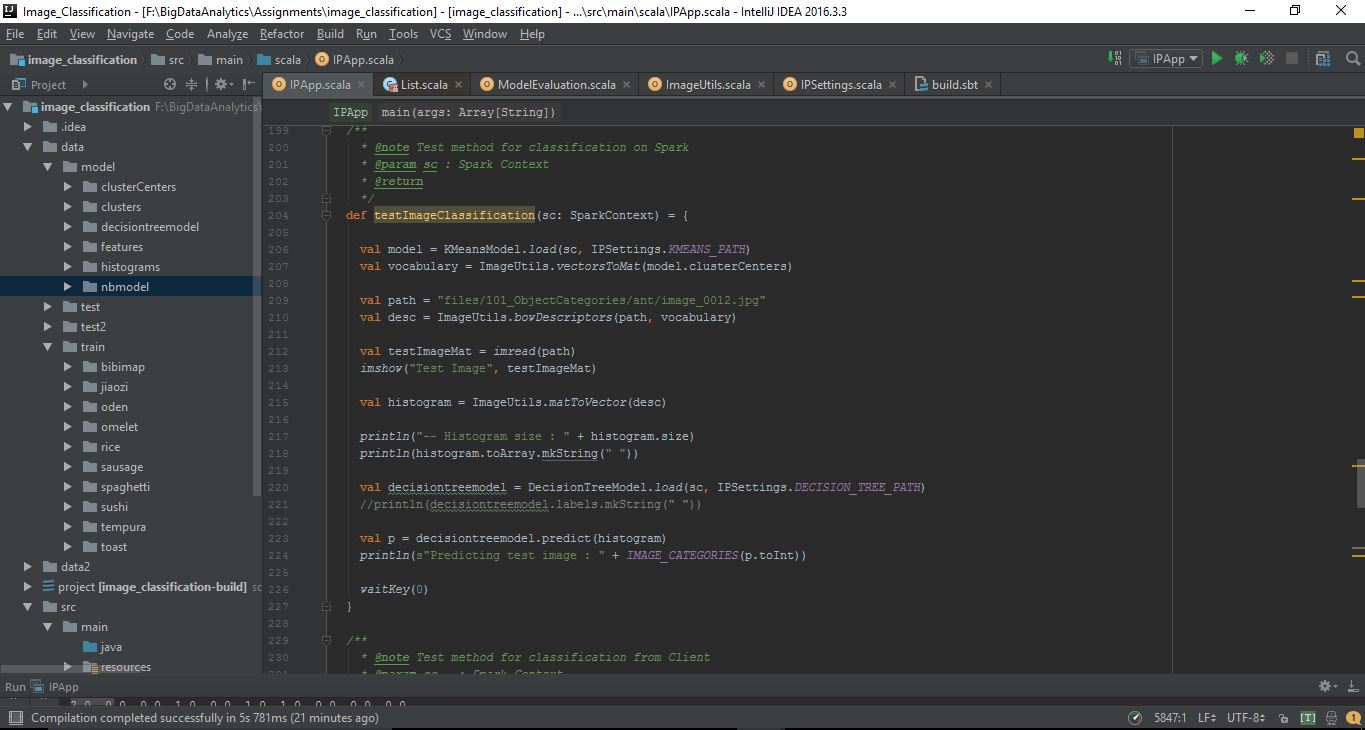 Image_Classification - [F:\BigDataAnalytics\Assignments\image_classification] - [image_classification] - ...\src\main\scala\IPApp.scala - IntelliJ IDEA 2016.3.3
File Edit View Navigate Code Analyze Refactor Build Run Tools VCS Window Help
image_classification src main scala IPApp.scala IPApp
Project
IPApp.scala List.scala ModelEvaluation.scala ImageUtils.scala IPSettings.scala build.sbt
image_classification F:\BigDataAnalytics\
.idea
data
model
clusterCenters
clusters
decisiontreemodel
features
histograms
nbmodel
test
test2
train
bibimap
jiaozi
oden
omelet
rice
sausage
spaghetti
sushi
tempura
toast
data2
project [image_classification-build]
src
main
java
resources
IPApp main(args: Array[String])
199 /**
200 * @note Test method for classification on Spark
201 * @param sc : Spark Context
202 * @return
203 */
204 def testImageClassification(sc: SparkContext) = {
205
206 val model = KMeansModel.load(sc, IPSettings.KMEANS_PATH)
207 val vocabulary = ImageUtils.vectorsToMat(model.clusterCenters)
208
209 val path = "files/101_ObjectCategories/ant/image_0012.jpg"
210 val desc = ImageUtils.bowDescriptors(path, vocabulary)
211
212 val testImageMat = imread(path)
213 imshow("Test Image", testImageMat)
214
215 val histogram = ImageUtils.matToVector(desc)
216
217 println("-- Histogram size : " + histogram.size)
218 println(histogram.toArray.mkString(" "))
219
220 val decisiontreemodel = DecisionTreeModel.load(sc, IPSettings.DECISION_TREE_PATH)
221 //println(decisiontreemodel.labels.mkString(" "))
222
223 val p = decisiontreemodel.predict(histogram)
224 println(s"Predicting test image : " + IMAGE_CATEGORIES(p.toInt))
225
226 waitKey(0)
227 }
228
229 /**
230 * @note Test method for classification from Client
Run IPApp
Compilation completed successfully in 5s 781ms (21 minutes ago) 5847:1 LF÷ UTF-8÷ [T] 1